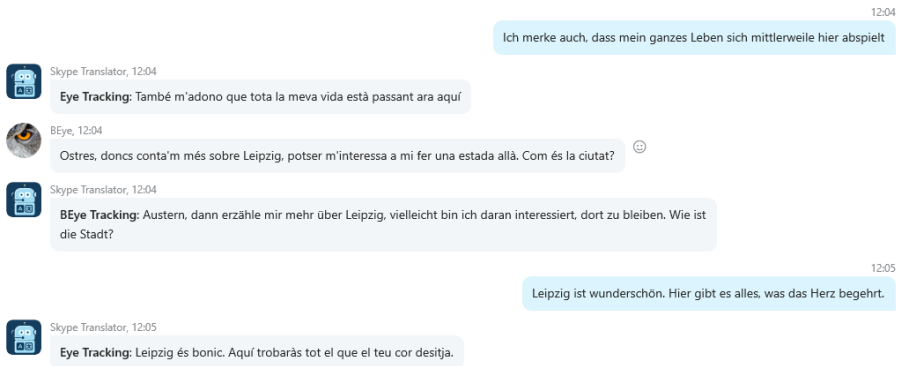 12:04
Ich merke auch, dass mein ganzes Leben sich mittlerweile hier abspielt
Skype Translator, 12:04
Eye Tracking: També m'adono que tota la meva vida està passant ara aquí
BEye, 12:04
Ostres, doncs conta'm més sobre Leipzig, potser m'interessa a mi fer una estada allà. Com és la ciutat?
Skype Translator, 12:04
BEye Tracking: Austern, dann erzähle mir mehr über Leipzig, vielleicht bin ich daran interessiert, dort zu bleiben. Wie ist
die Stadt?
12:05
Leipzig ist wunderschön. Hier gibt es alles, was das Herz begehrt.
Skype Translator, 12:05
Eye Tracking: Leipzig és bonic. Aquí trobaràs tot el que el teu cor desitja.